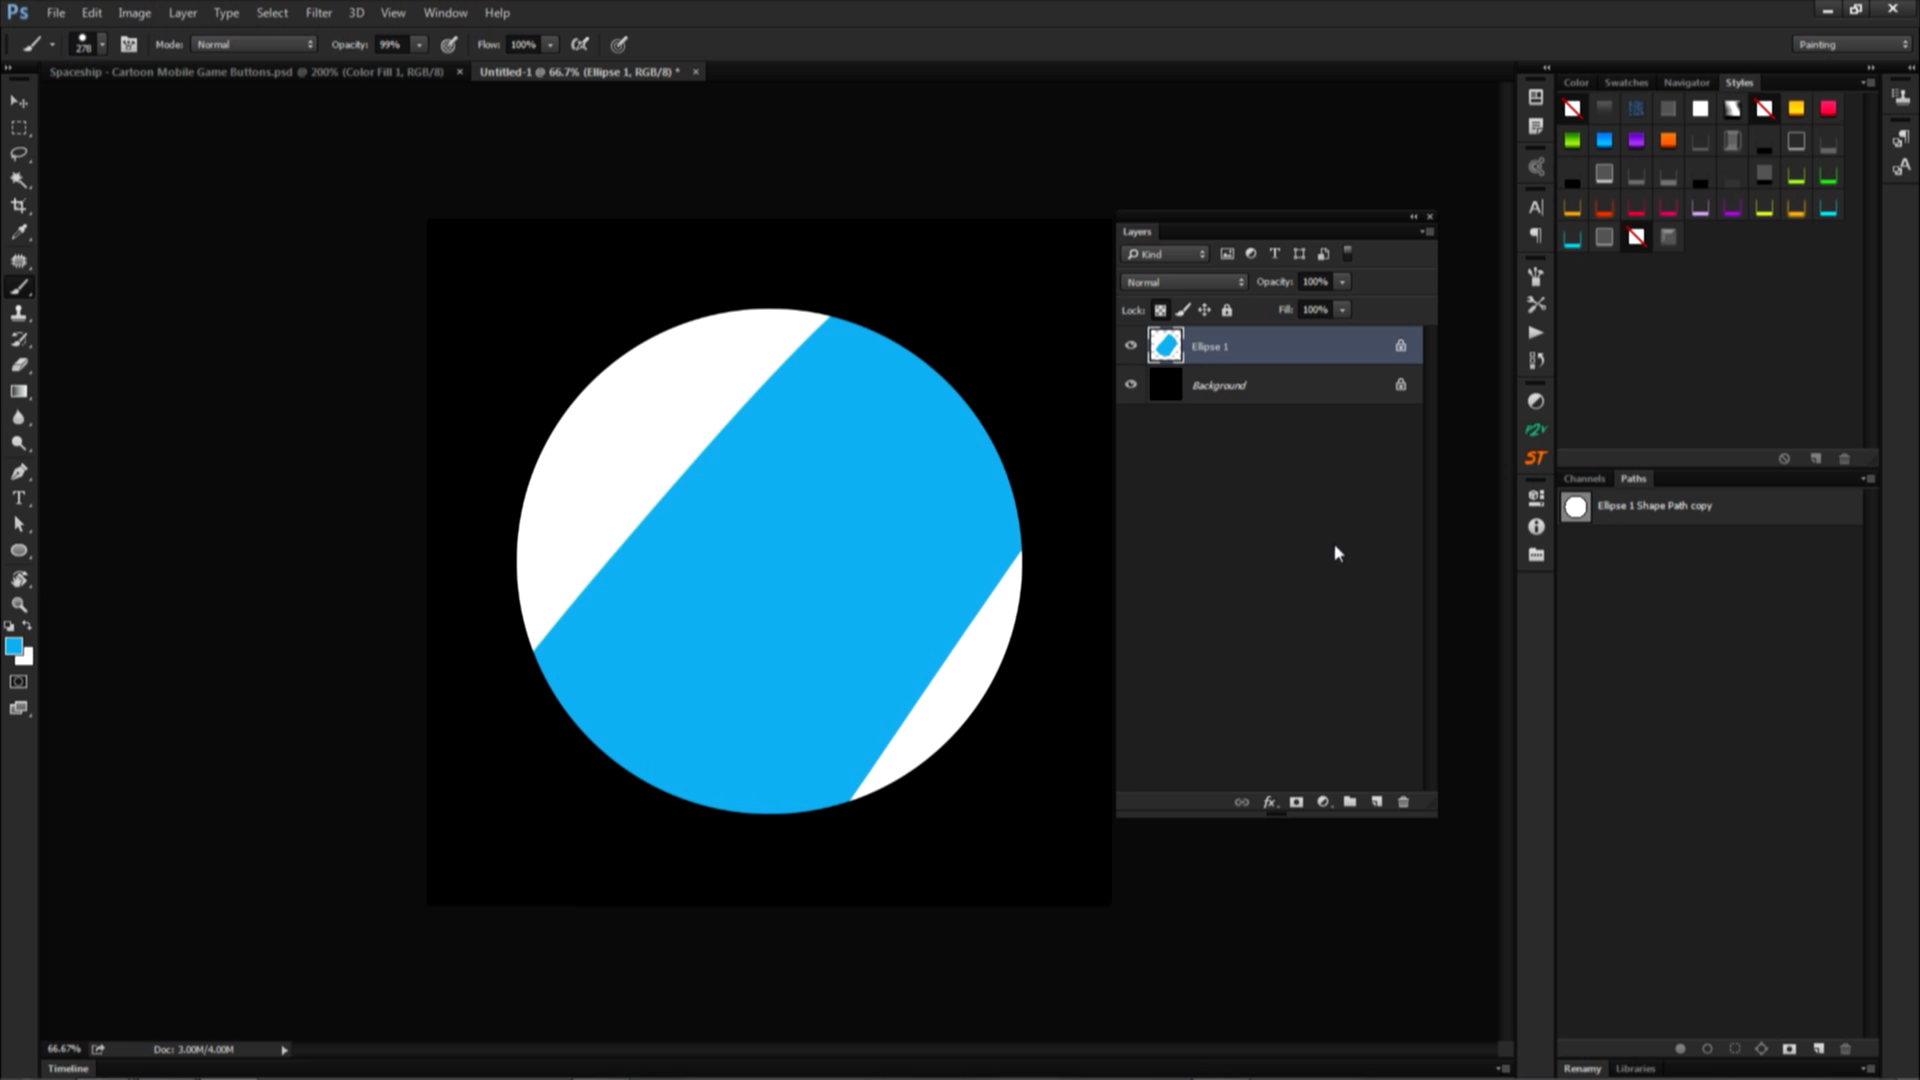 Ps File Edit Image Layer Type Select Filter 3D View Window Help
278 Mode: Normal Opacity: 99% Flow: 100% Painting
Spaceship - Cartoon Mobile Game Buttons.psd @ 200% (Color Fill 1, RGB/8) × Untitled-1 @ 66.7% (Ellipse 1, RGB/8) * ×
Color Swatches Navigator Styles
Layers
Kind
Normal Opacity: 100%
Lock: Fill: 100%
Ellipse 1
Background
P2V
ST
Channels Paths
Ellipse 1 Shape Path copy
66.67% Doc: 3.00M/4.00M
Timeline
Renamy Libraries